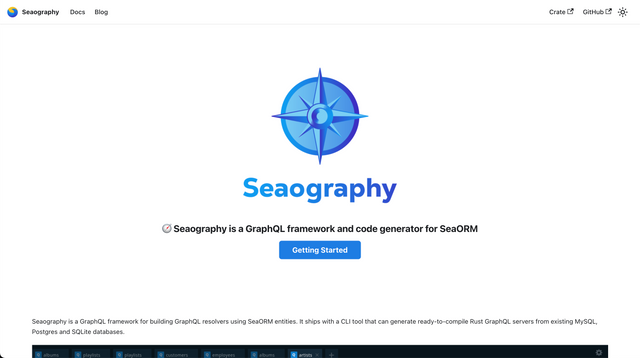 Seaography Docs Blog Crate GitHub
Seaography
Seaography is a GraphQL framework and code generator for SeaORM
Getting Started
Seaography is a GraphQL framework for building GraphQL resolvers using SeaORM entities. It ships with a CLI tool that can generate ready-to-compile Rust GraphQL servers from existing MySQL,
Postgres and SQLite databases.
albums playlists playlists customers employees albums artists